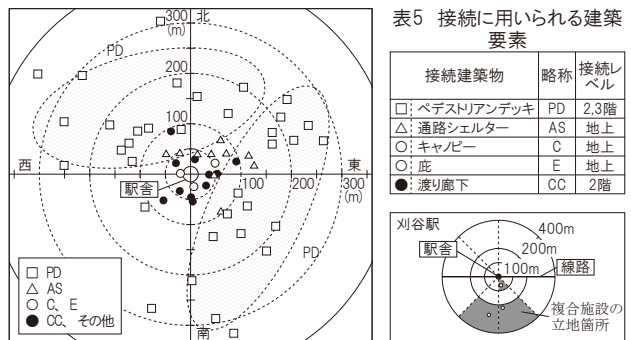 300
(m)
北
PD
200
100
西
東
駅舎
100
200
300
(m)
PD
□ PD
△ AS
○ C、E
● CC、その他
南
表5 接続に用いられる建築
要素
接続建築物 略称 接続レベル
□ ペデストリアンデッキ PD 2,3階
△ 通路シェルター AS 地上
○ キャノピー C 地上
○ 庇 E 地上
● 渡り廊下 CC 2階
刈谷駅
400m
200m
100m
駅舎
線路
複合施設の
立地箇所